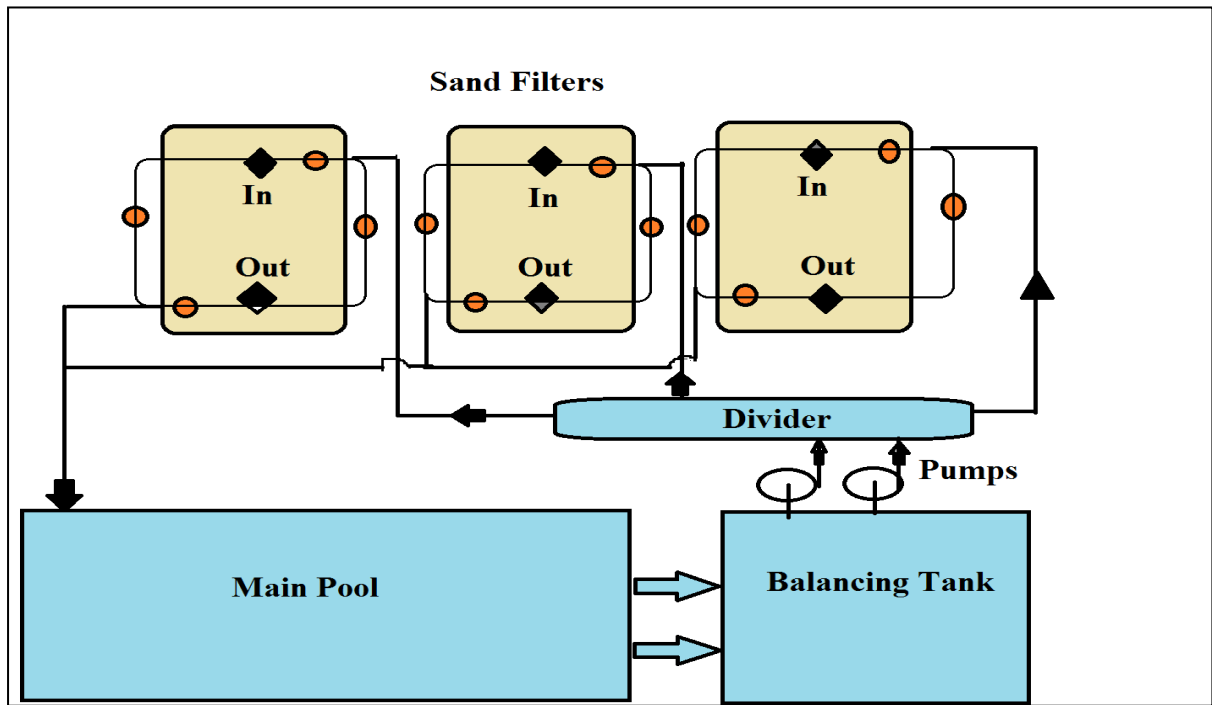 Sand Filters
In
In
In
Out
Out
Out
Divider
Pumps
Main Pool
Balancing Tank